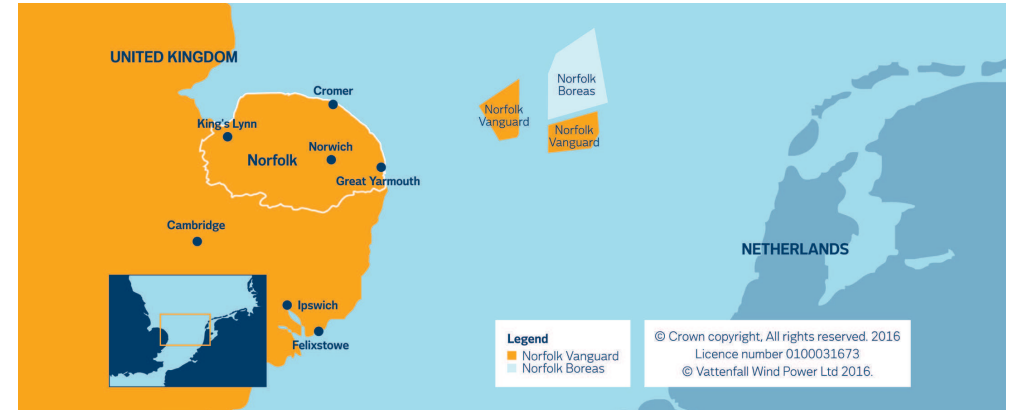 UNITED KINGDOM
Cromer
King's Lynn
Norwich
Norfolk
Great Yarmouth
Cambridge
Ipswich
Felixstowe
Norfolk
Vanguard
Norfolk
Boreas
Norfolk
Vanguard
NETHERLANDS
Legend
Norfolk Vanguard
Norfolk Boreas
© Crown copyright, All rights reserved. 2016
Licence number 0100031673
© Vattenfall Wind Power Ltd 2016.